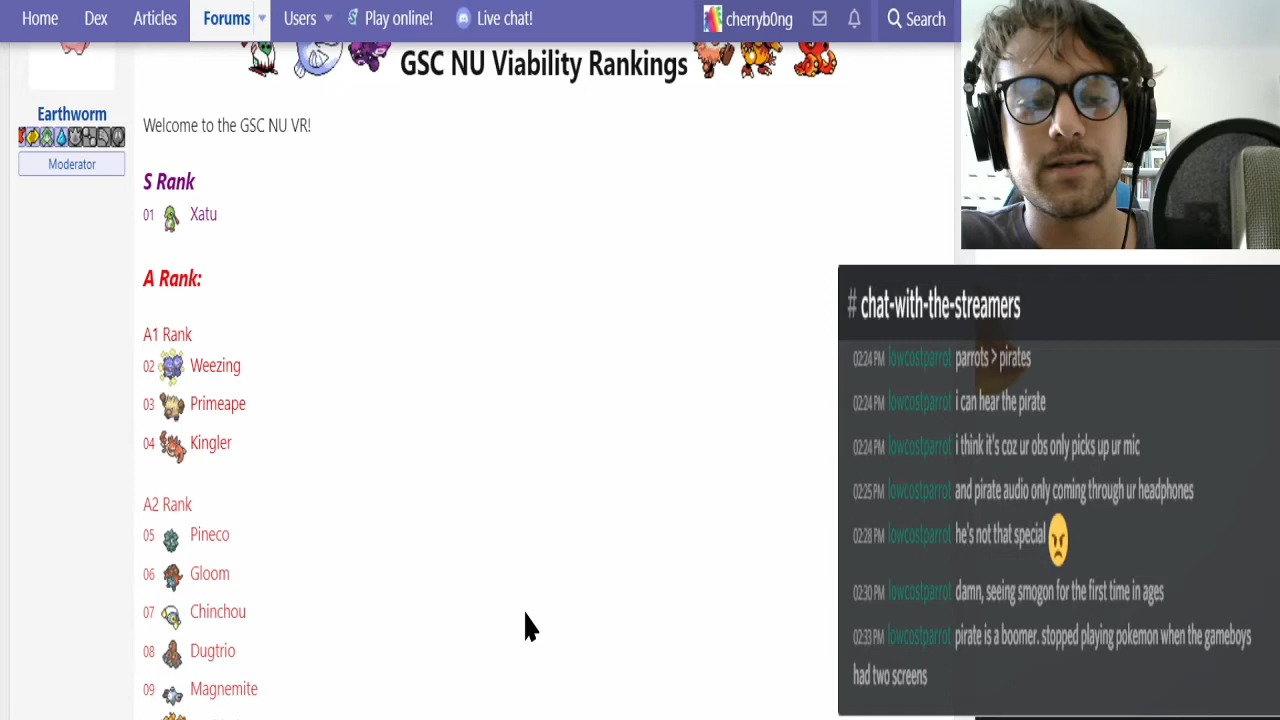 Home Dex Articles Forums Users Play online! Live chat! cherryb0ng Search
GSC NU Viability Rankings
Earthworm
Moderator
Welcome to the GSC NU VR!
S Rank
01 Xatu
A Rank:
A1 Rank
02 Weezing
03 Primeape
04 Kingler
A2 Rank
05 Pineco
06 Gloom
07 Chinchou
08 Dugtrio
09 Magnemite
# chat-with-the-streamers
02:24 PM lowcostparrot parrots > pirates
02:24 PM lowcostparrot i can hear the pirate
02:24 PM lowcostparrot i think it's coz ur obs only picks up ur mic
02:25 PM lowcostparrot and pirate audio only coming through ur headphones
02:28 PM lowcostparrot he's not that special
02:30 PM lowcostparrot damn, seeing smogon for the first time in ages
02:33 PM lowcostparrot pirate is a boomer. stopped playing pokemon when the gameboys
had two screens